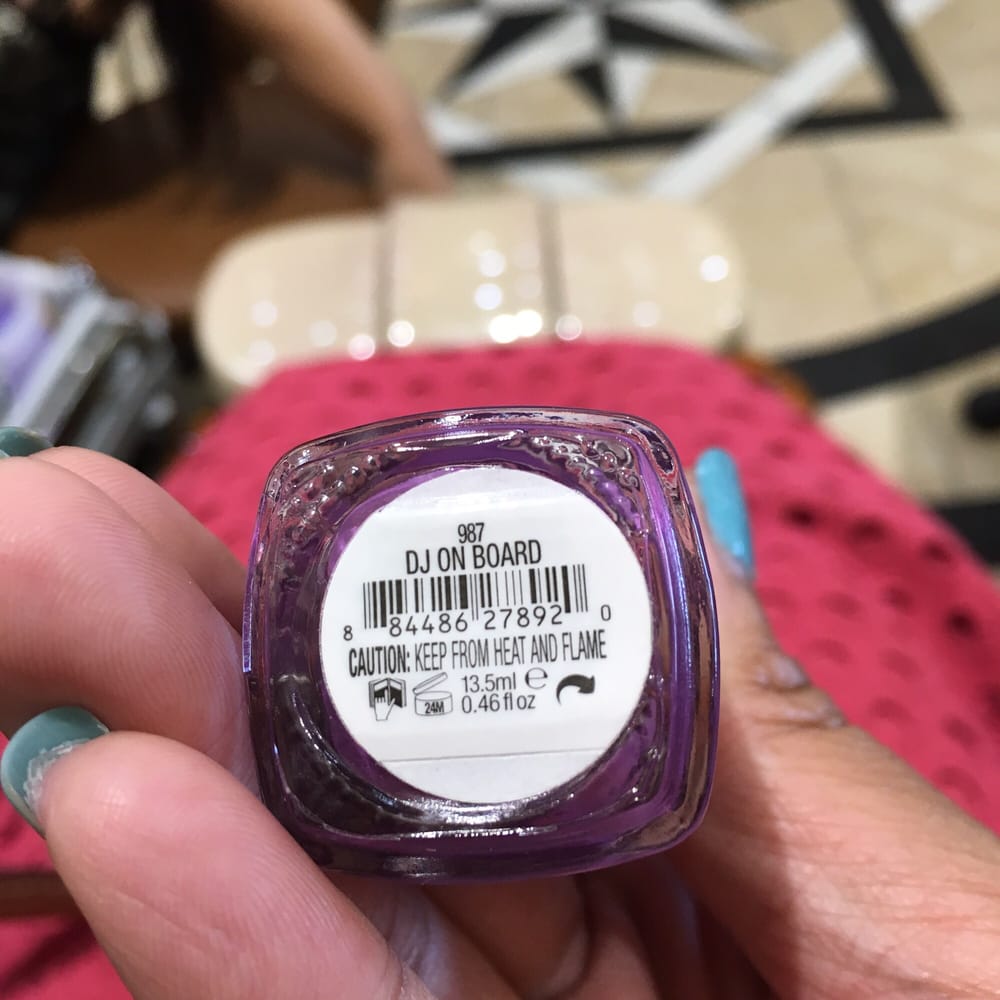 987
DJ ON BOARD
8 84486 27892 0
CAUTION: KEEP FROM HEAT AND FLAME
24M
13.5ml e
0.46 fl oz